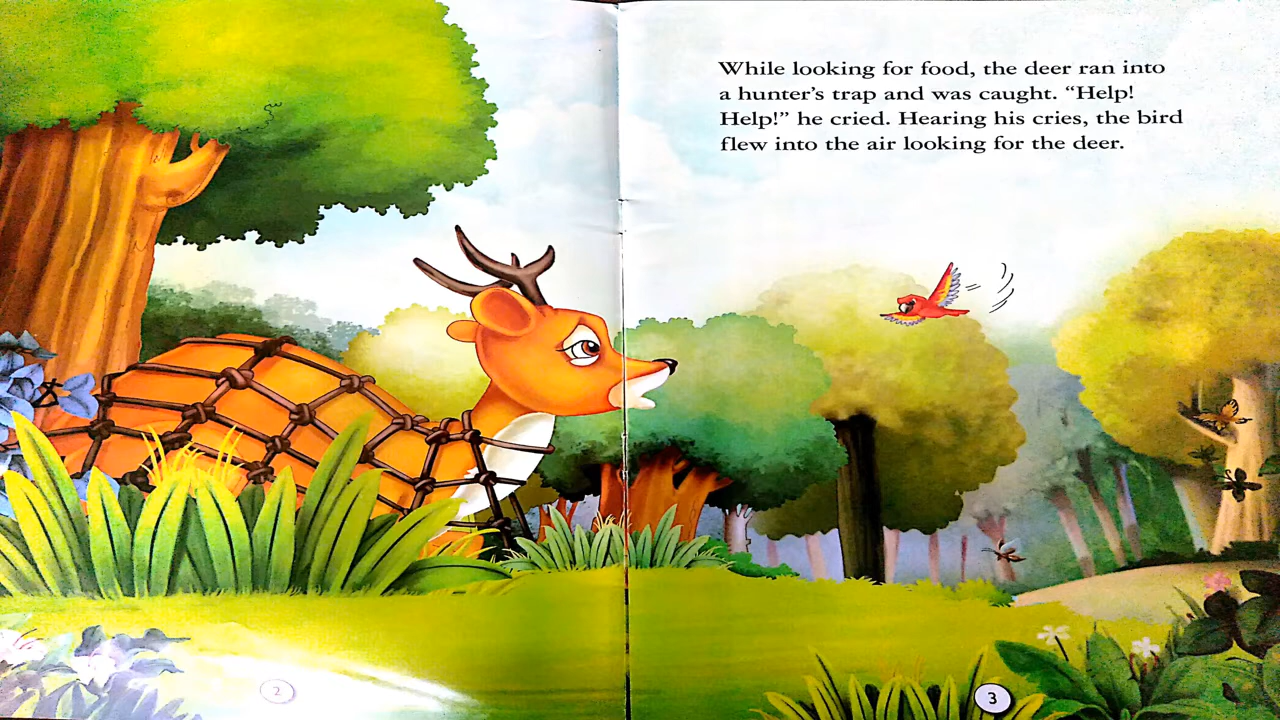 While looking for food, the deer ran into
a hunter's trap and was caught. “Help!
Help!” he cried. Hearing his cries, the bird
flew into the air looking for the deer.
2
3